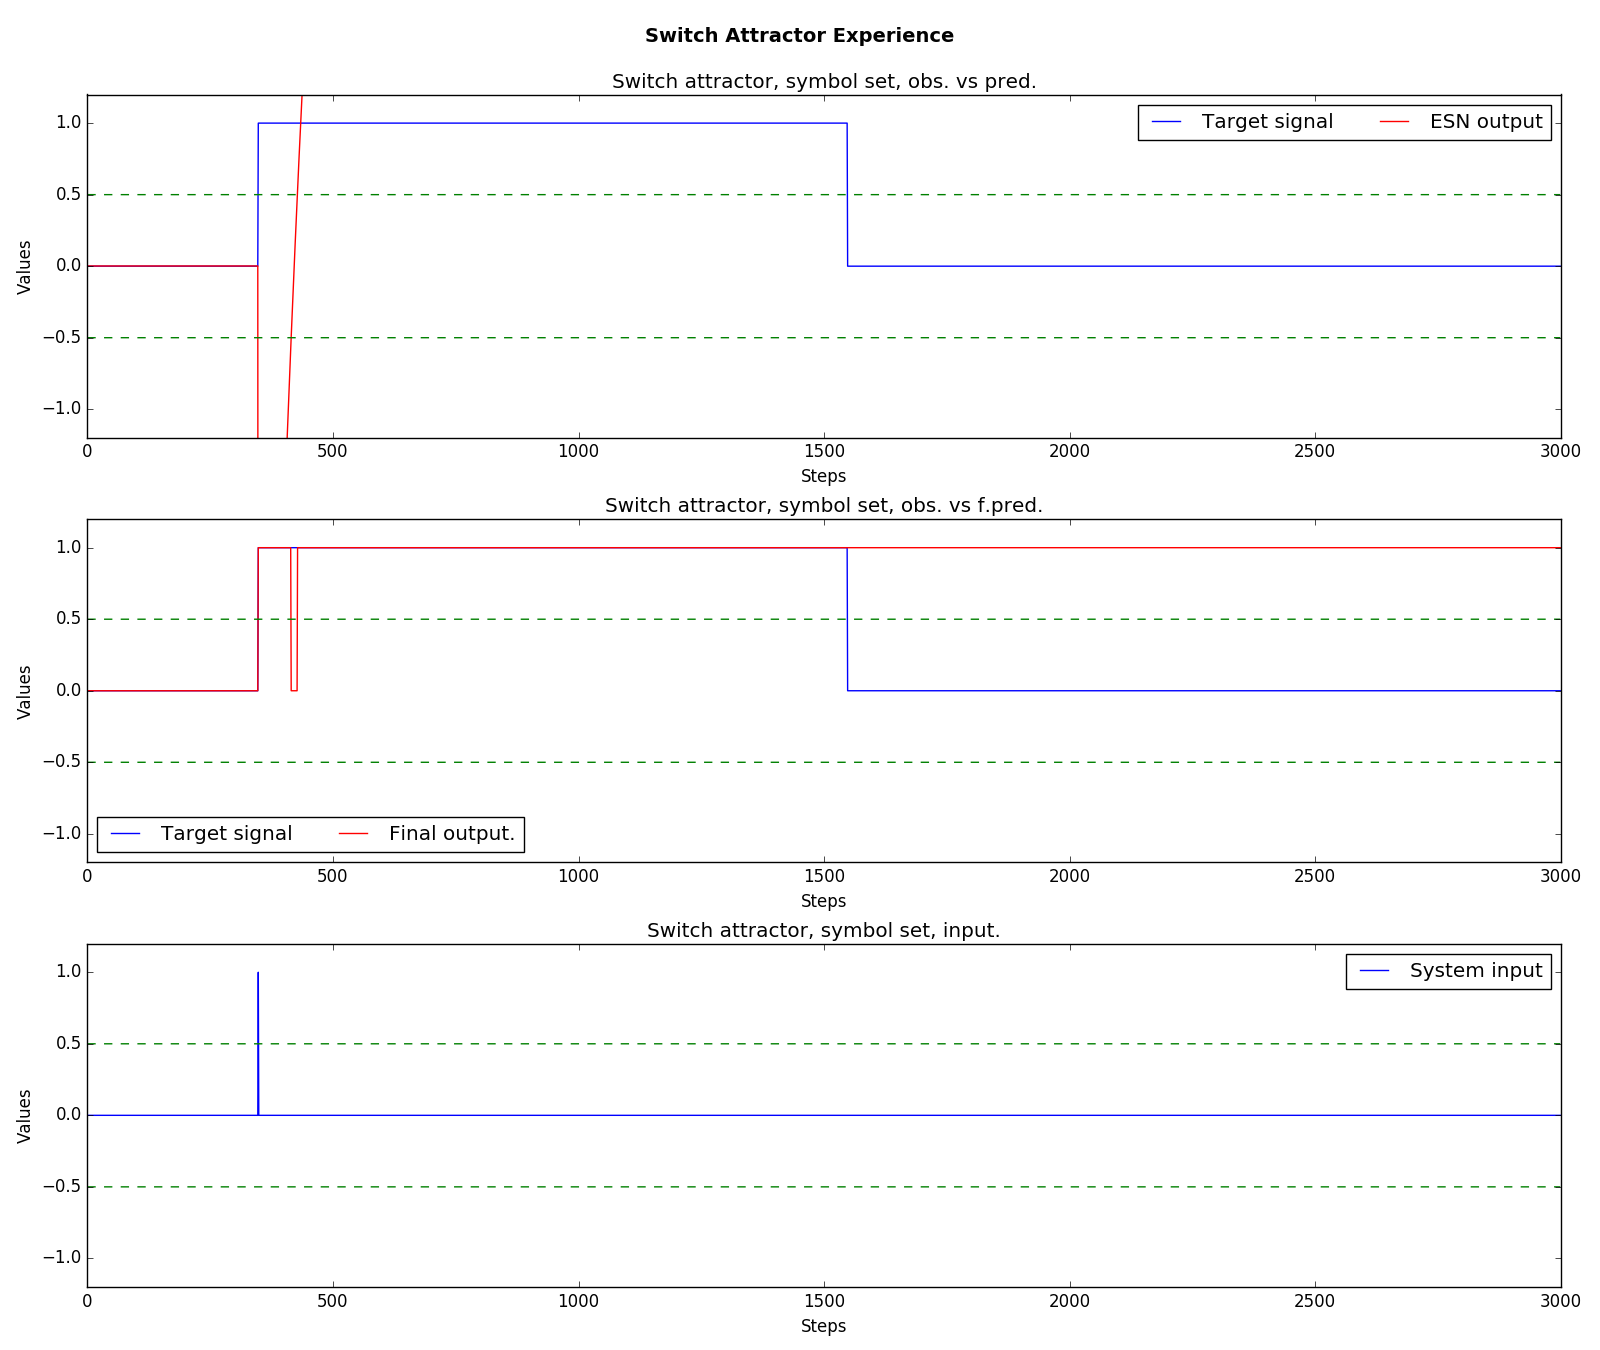 Switch Attractor Experience
Switch attractor, symbol set, obs. vs pred.
1.0
0.5
0.0
−0.5
−1.0
Values
Target signal ESN output
0 500 1000 1500 2000 2500 3000
Steps
Switch attractor, symbol set, obs. vs f.pred.
1.0
0.5
0.0
−0.5
−1.0
Values
Target signal Final output.
0 500 1000 1500 2000 2500 3000
Steps
Switch attractor, symbol set, input.
1.0
0.5
0.0
−0.5
−1.0
Values
System input
0 500 1000 1500 2000 2500 3000
Steps